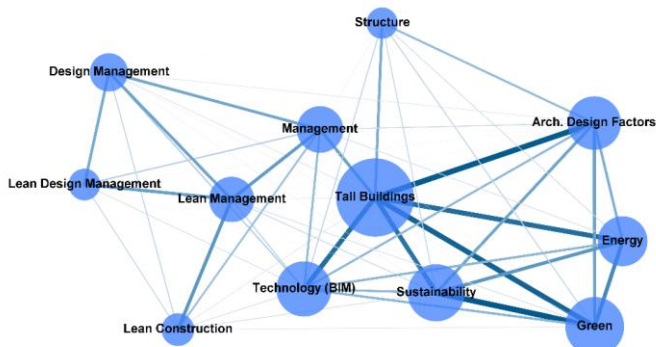 Structure
Design Management
Management
Arch. Design Factors
Lean Design Management
Lean Management
Tall Buildings
Energy
Technology (BIM)
Sustainability
Lean Construction
Green